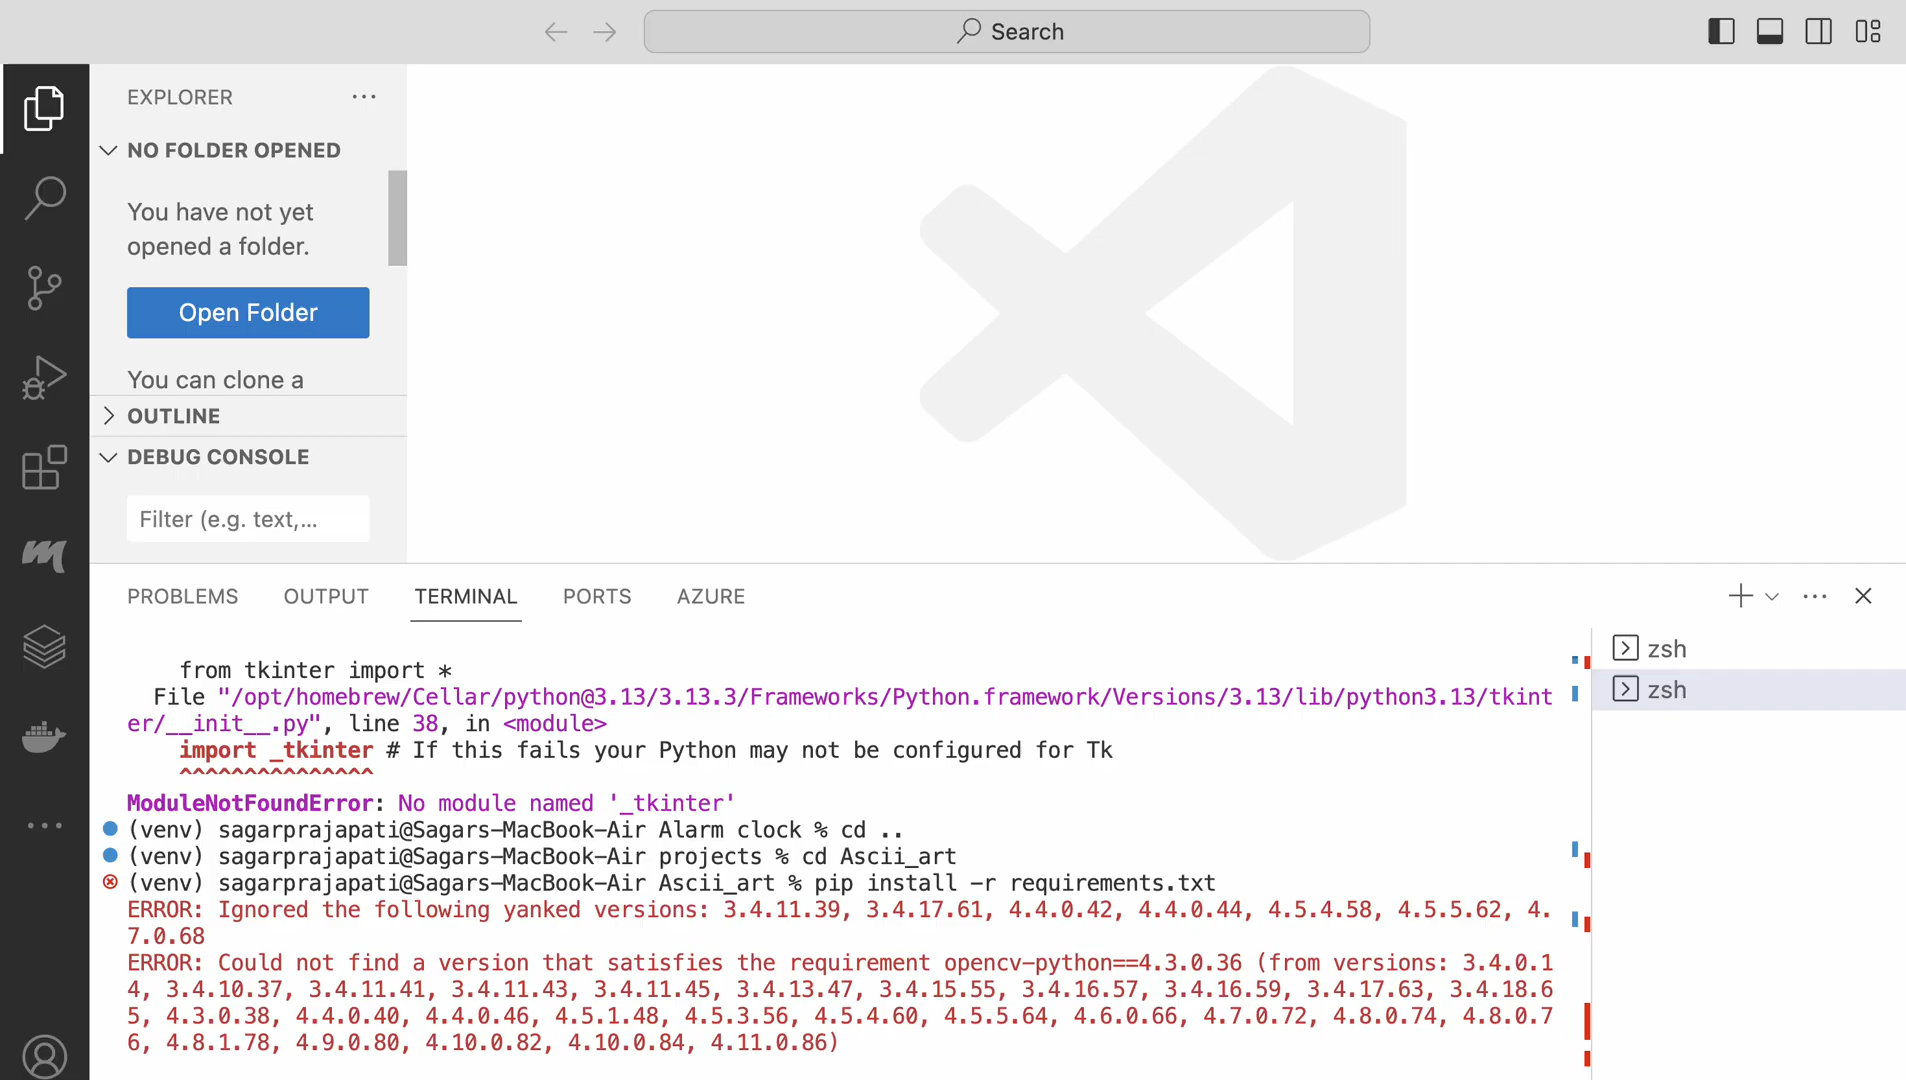 Search
EXPLORER
NO FOLDER OPENED
You have not yet
opened a folder.
Open Folder
You can clone a
OUTLINE
DEBUG CONSOLE
Filter (e.g. text,...
PROBLEMS OUTPUT TERMINAL PORTS AZURE
zsh
zsh
from tkinter import *
File "/opt/homebrew/Cellar/python@3.13/3.13.3/Frameworks/Python.framework/Versions/3.13/lib/python3.13/tkint
er/__init__.py", line 38, in <module>
import _tkinter # If this fails your Python may not be configured for Tk
^^^^^^^^^^^^^^^
ModuleNotFoundError: No module named '_tkinter'
(venv) sagarprajapati@Sagars-MacBook-Air Alarm clock % cd ..
(venv) sagarprajapati@Sagars-MacBook-Air projects % cd Ascii_art
(venv) sagarprajapati@Sagars-MacBook-Air Ascii_art % pip install -r requirements.txt
ERROR: Ignored the following yanked versions: 3.4.11.39, 3.4.17.61, 4.4.0.42, 4.4.0.44, 4.5.4.58, 4.5.5.62, 4.
7.0.68
ERROR: Could not find a version that satisfies the requirement opencv-python==4.3.0.36 (from versions: 3.4.0.1
4, 3.4.10.37, 3.4.11.41, 3.4.11.43, 3.4.11.45, 3.4.13.47, 3.4.15.55, 3.4.16.57, 3.4.16.59, 3.4.17.63, 3.4.18.6
5, 4.3.0.38, 4.4.0.40, 4.4.0.46, 4.5.1.48, 4.5.3.56, 4.5.4.60, 4.5.5.64, 4.6.0.66, 4.7.0.72, 4.8.0.74, 4.8.0.7
6, 4.8.1.78, 4.9.0.80, 4.10.0.82, 4.10.0.84, 4.11.0.86)